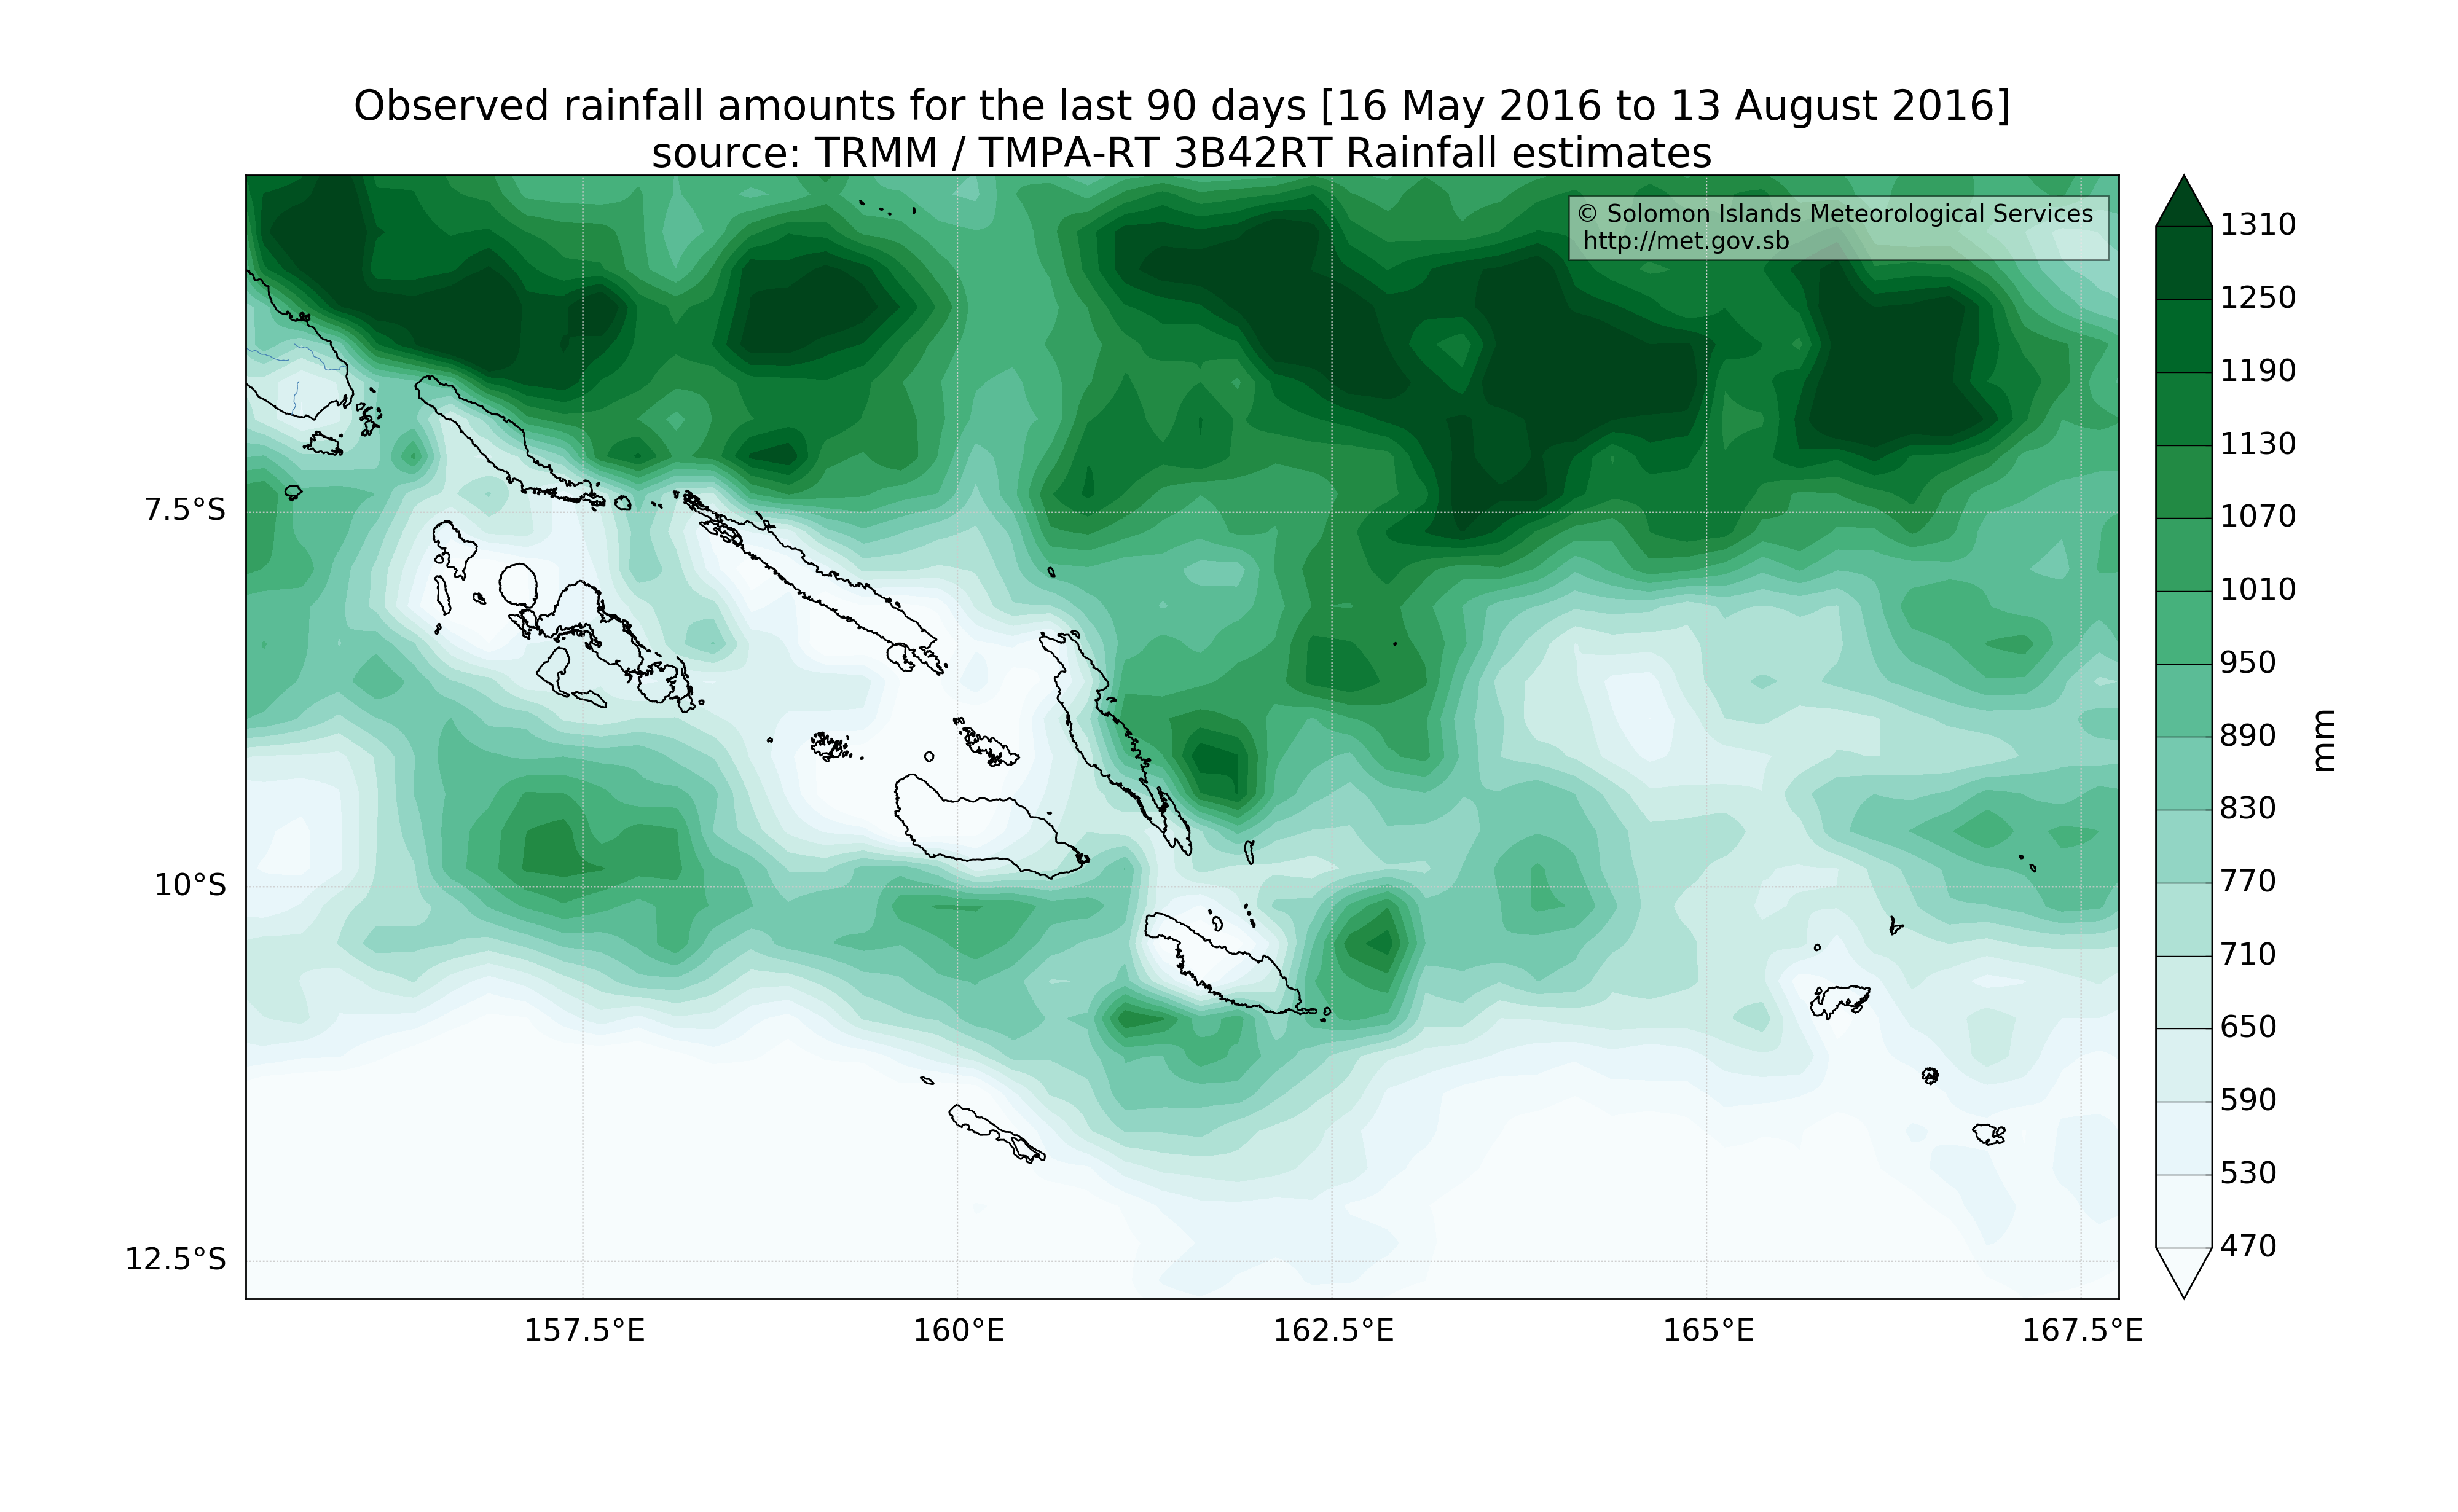 Observed rainfall amounts for the last 90 days [16 May 2016 to 13 August 2016]
source: TRMM / TMPA-RT 3B42RT Rainfall estimates
© Solomon Islands Meteorological Services
http://met.gov.sb
7.5°S
10°S
12.5°S
157.5°E
160°E
162.5°E
165°E
167.5°E
1310
1250
1190
1130
1070
1010
950
890
830
770
710
650
590
530
470
mm